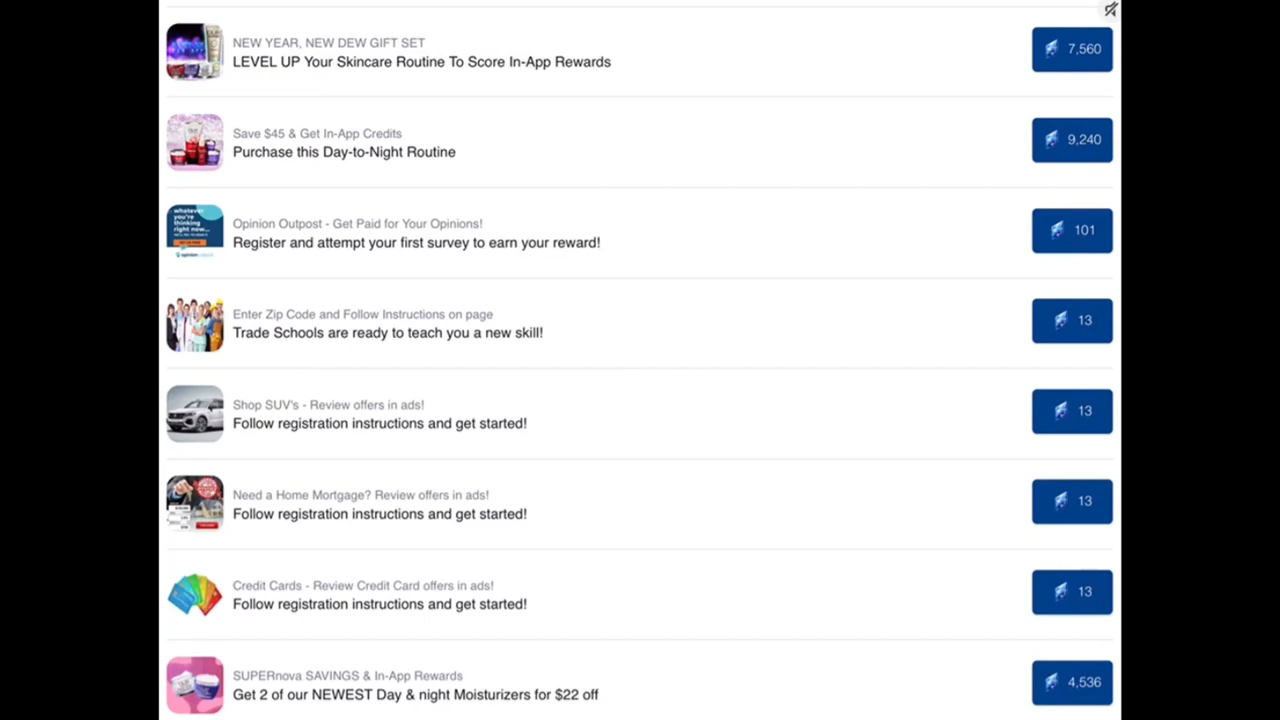 NEW YEAR, NEW DEW GIFT SET
LEVEL UP Your Skincare Routine To Score In-App Rewards
7,560
Save $45 & Get In-App Credits
Purchase this Day-to-Night Routine
9,240
whatever
you're
thinking
right now...
Opinion Outpost - Get Paid for Your Opinions!
Register and attempt your first survey to earn your reward!
101
Enter Zip Code and Follow Instructions on page
Trade Schools are ready to teach you a new skill!
13
Shop SUV's - Review offers in ads!
Follow registration instructions and get started!
13
Need a Home Mortgage? Review offers in ads!
Follow registration instructions and get started!
13
Credit Cards - Review Credit Card offers in ads!
Follow registration instructions and get started!
13
SUPERnova SAVINGS & In-App Rewards
Get 2 of our NEWEST Day & night Moisturizers for $22 off
4,536